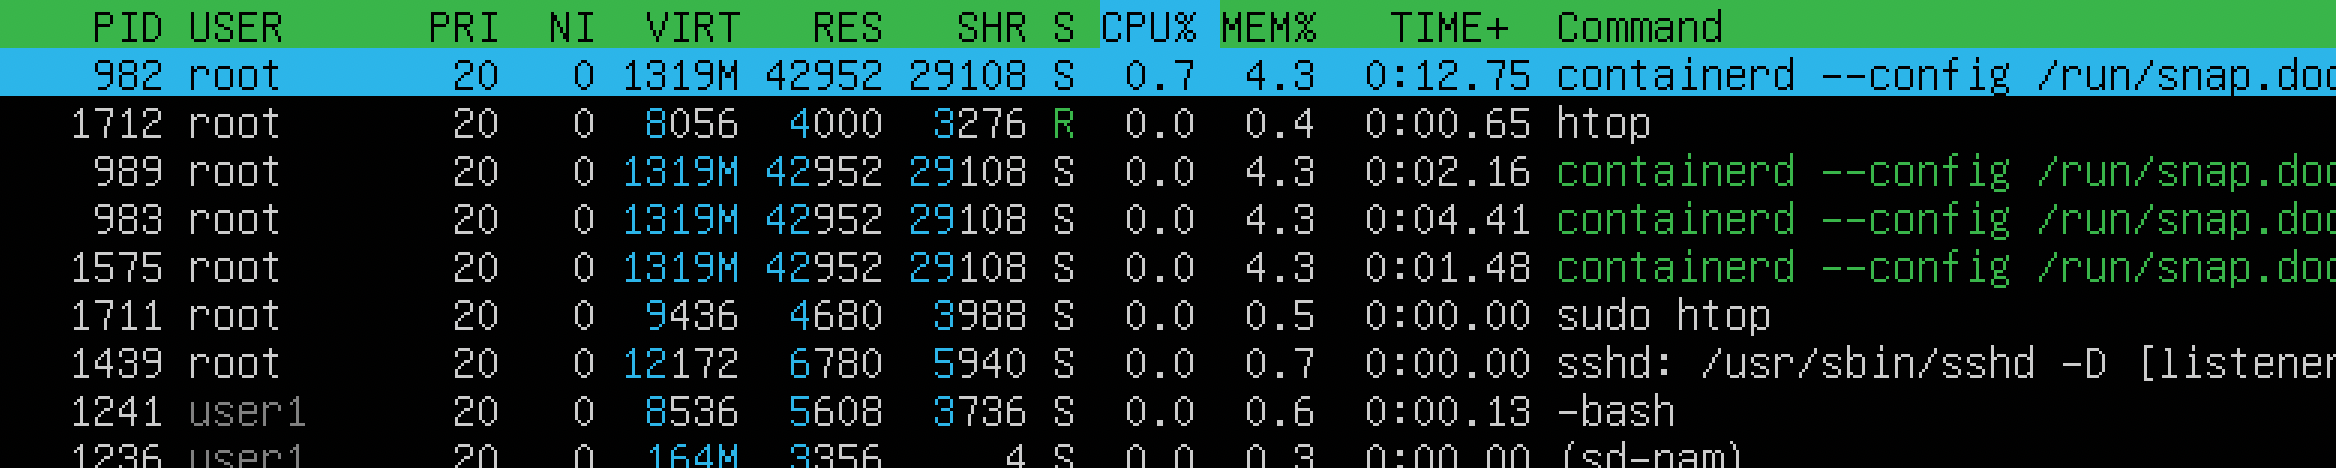 PID USER PRI NI VIRT RES SHR S CPU% MEM% TIME+ Command
982 root 20 0 1319M 42952 29108 S 0.7 4.3 0:12.75 containerd --config /run/snap.doc
1712 root 20 0 8056 4000 3276 R 0.0 0.4 0:00.65 htop
989 root 20 0 1319M 42952 29108 S 0.0 4.3 0:02.16 containerd --config /run/snap.doc
983 root 20 0 1319M 42952 29108 S 0.0 4.3 0:04.41 containerd --config /run/snap.doc
1575 root 20 0 1319M 42952 29108 S 0.0 4.3 0:01.48 containerd --config /run/snap.doc
1711 root 20 0 9436 4680 3988 S 0.0 0.5 0:00.00 sudo htop
1439 root 20 0 12172 6780 5940 S 0.0 0.7 0:00.00 sshd: /usr/sbin/sshd -D [listener
1241 user1 20 0 8536 5608 3736 S 0.0 0.6 0:00.13 -bash
1236 user1 20 0 164M 3356 4 S 0.0 0.3 0:00.00 (sd-pam)